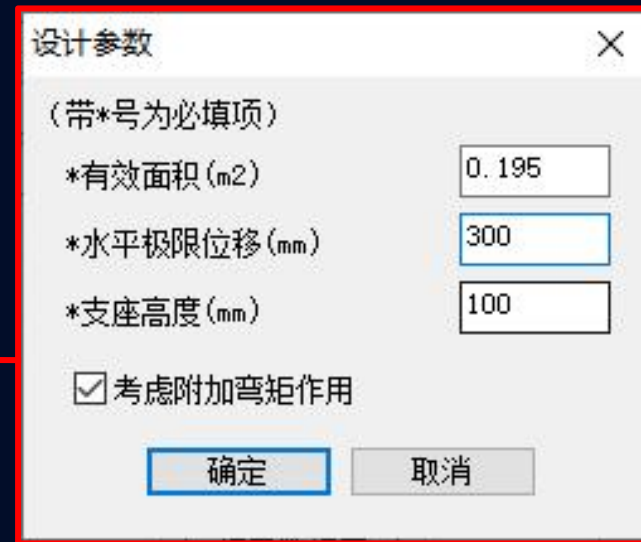 设计参数
(带*号为必填项)
*有效面积(m2) 0.195
*水平极限位移(mm) 300
*支座高度(mm) 100
考虑附加弯矩作用
确定 取消